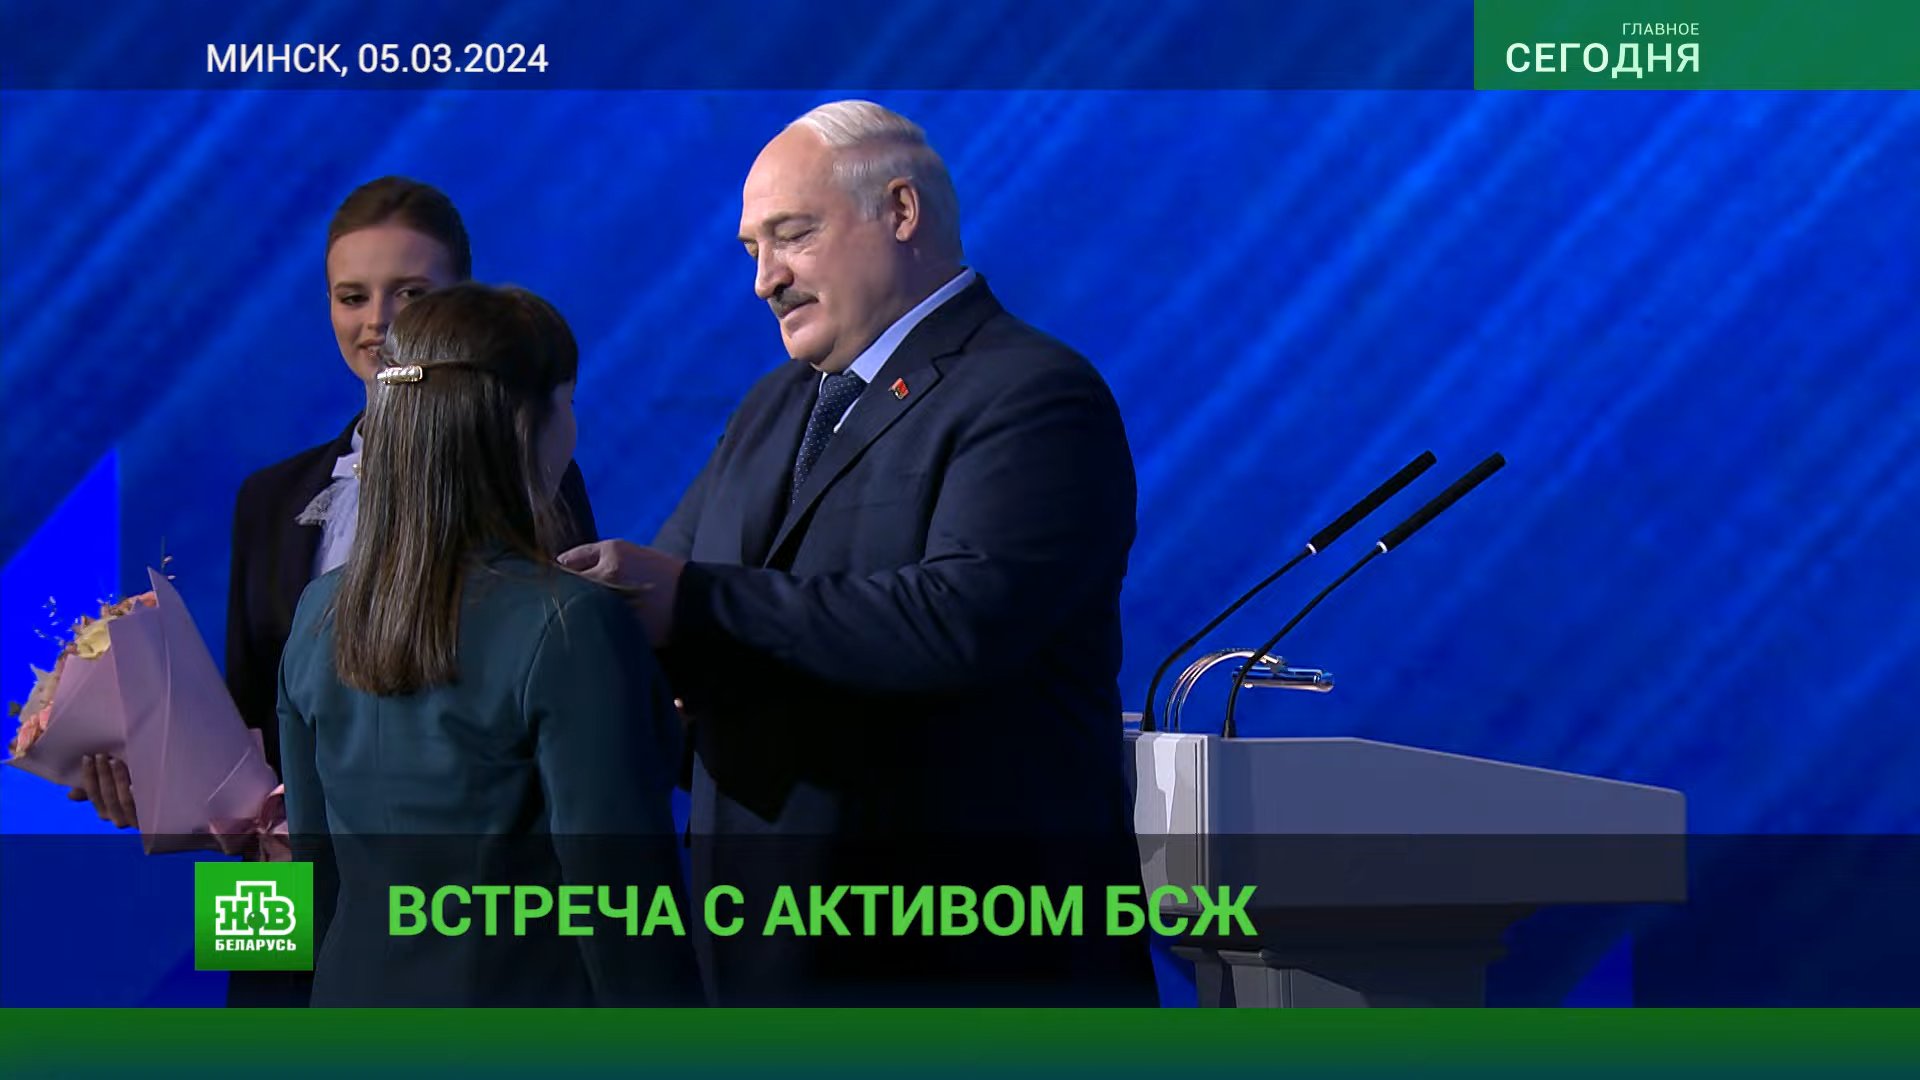 МИНСК, 05.03.2024
ГЛАВНОЕ
СЕГОДНЯ
ВСТРЕЧА С АКТИВОМ БСЖ
НТВ
БЕЛАРУСЬ